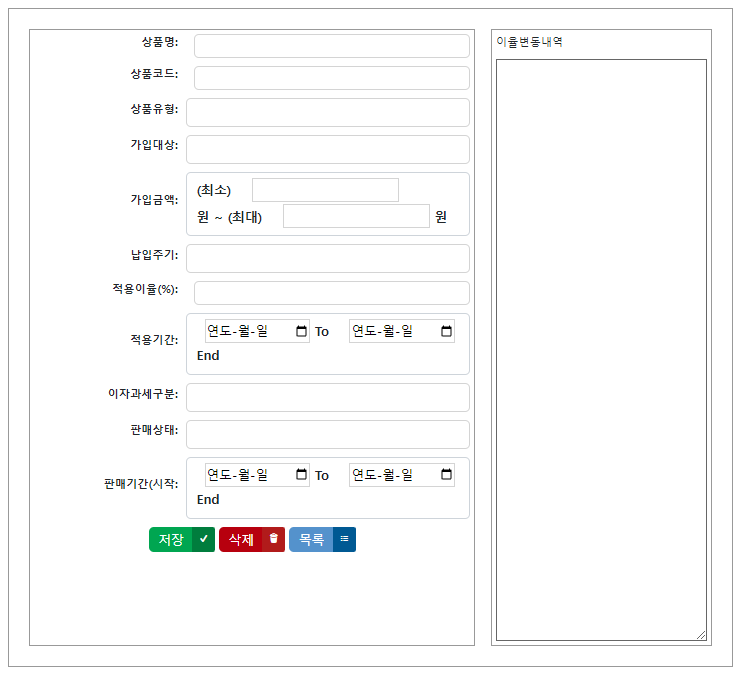 상품명:
상품코드:
상품유형:
가입대상:
가입금액: (최소)
원 ~ (최대) 원
납입주기:
적용이율(%):
적용기간: 연도-월-일 To 연도-월-일
End
이자과세구분:
판매상태:
판매기간(시작: 연도-월-일 To 연도-월-일
End
저장 삭제 목록
이율변동내역